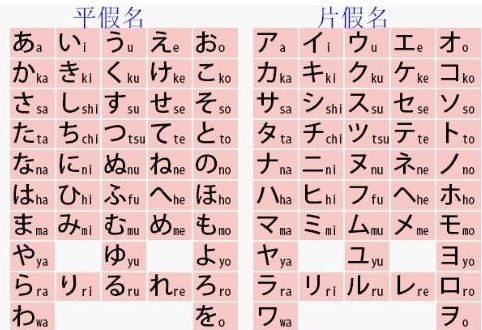 平假名 片假名
あa いi うu えe おo アa イi ウu エe オo
かka きki くku けke こko カka キki クku ケke コko
さsa しshi すsu せse そso サsa シshi スsu セse ソso
たta ちchi つtsu てte とto タta チchi ツtsu テte トto
なna にni ぬnu ねne のno ナna ニni ヌnu ネne ノno
はha ひhi ふfu へhe ほho ハha ヒhi フfu ヘhe ホho
まma みmi むmu めme もmo マma ミmi ムmu メme モmo
やya ゆyu よyo ヤya ユyu ヨyo
らra りri るru れre ろro ラra リri ルru レre ロro
わwa をo ワwa ヲo